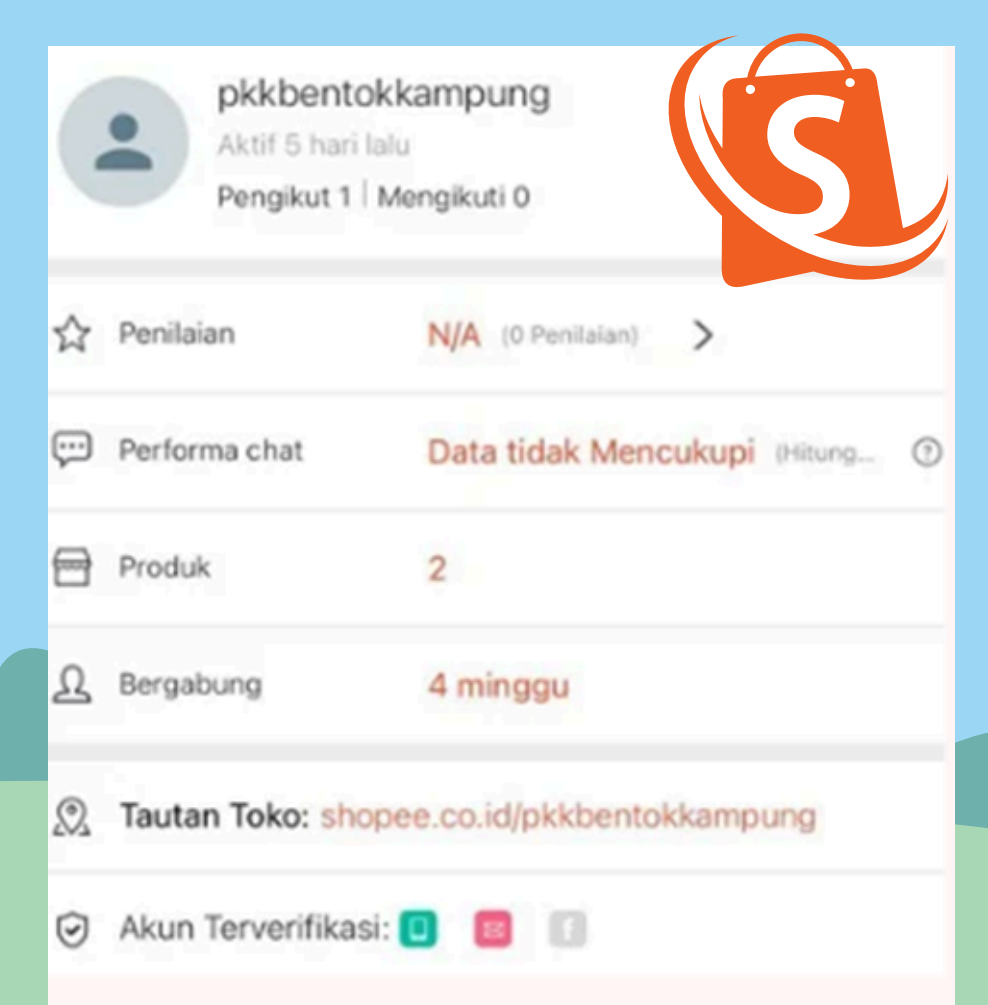 pkkbentokkampung
Aktif 5 hari lalu
Pengikut 1 | Mengikuti 0
S
Penilaian N/A (0 Penilaian)
Performa chat Data tidak Mencukupi (Hitung...
Produk 2
Bergabung 4 minggu
Tautan Toko: shopee.co.id/pkkbentokkampung
Akun Terverifikasi: f